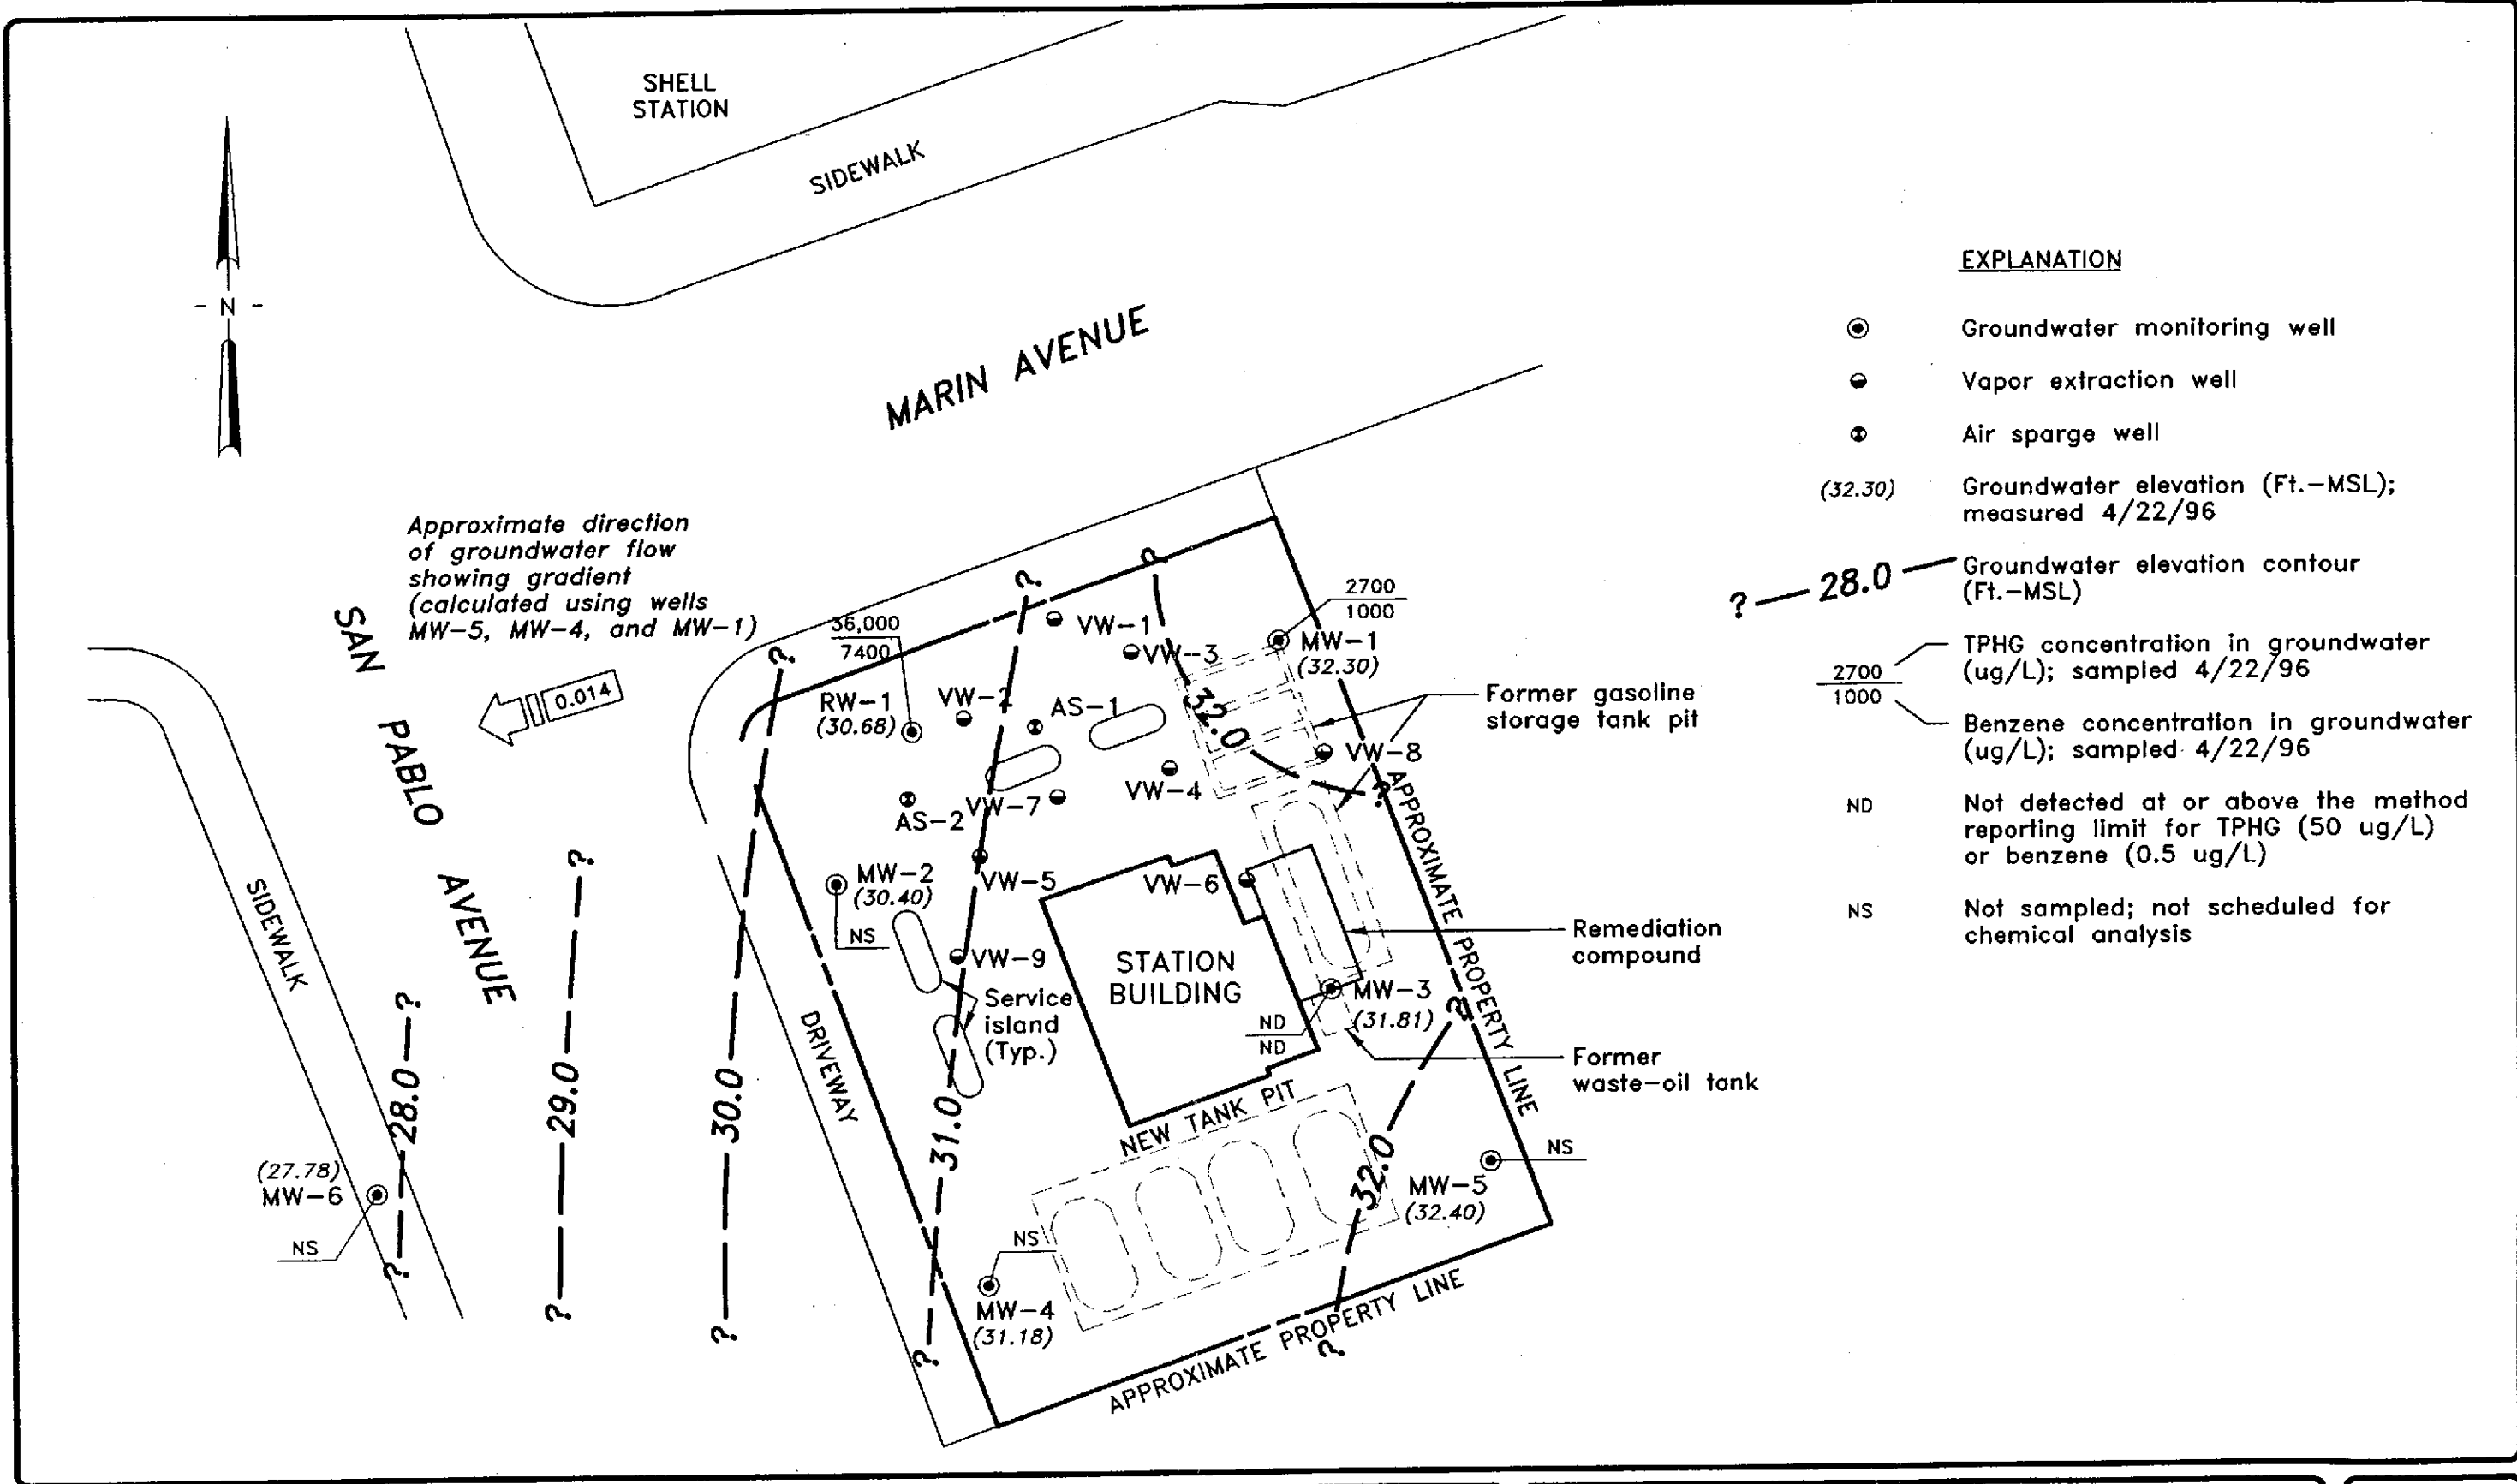 SHELL
STATION
SIDEWALK
- N -
MARIN AVENUE
Approximate direction
of groundwater flow
showing gradient
(calculated using wells
MW-5, MW-4, and MW-1)
0.014
SAN PABLO AVENUE
SIDEWALK
DRIVEWAY
36,000
7400
RW-1
(30.68)
VW-1
VW-3
VW-2
AS-1
2700
1000
MW-1
(32.30)
Former gasoline
storage tank pit
VW-8
VW-4
VW-7
AS-2
MW-2
(30.40)
NS
VW-5
VW-6
VW-9
Service
island
(Typ.)
STATION
BUILDING
Remediation
compound
MW-3
(31.81)
ND
ND
Former
waste-oil tank
NEW TANK PIT
NS
MW-5
(32.40)
NS
MW-4
(31.18)
(27.78)
MW-6
NS
APPROXIMATE PROPERTY LINE
APPROXIMATE PROPERTY LINE
? 28.0 ?
? 29.0 ?
? 30.0 ?
? 31.0 ?
? 32.0 ?
? 32.0 ?
EXPLANATION
Groundwater monitoring well
Vapor extraction well
Air sparge well
(32.30) Groundwater elevation (Ft.-MSL);
measured 4/22/96
? 28.0 Groundwater elevation contour
(Ft.-MSL)
2700 TPHG concentration in groundwater
(ug/L); sampled 4/22/96
1000 Benzene concentration in groundwater
(ug/L); sampled 4/22/96
ND Not detected at or above the method
reporting limit for TPHG (50 ug/L)
or benzene (0.5 ug/L)
NS Not sampled; not scheduled for
chemical analysis